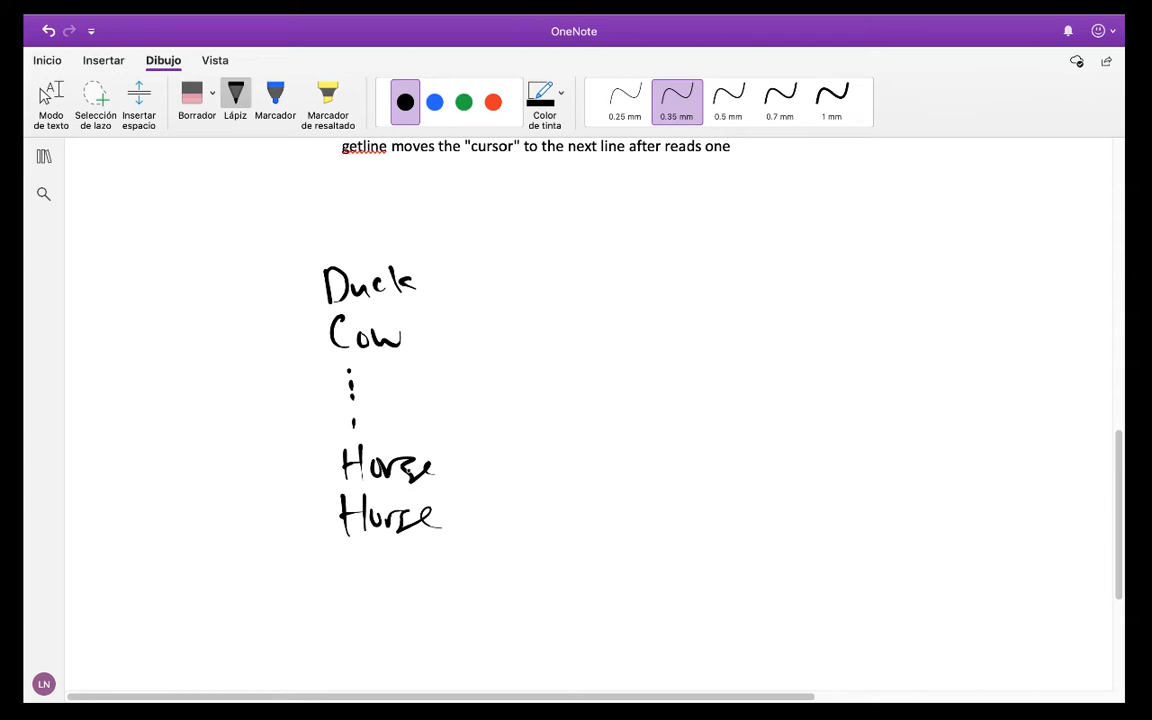 OneNote
Inicio Insertar Dibujo Vista
Modo de texto
Selección de lazo
Insertar espacio
Borrador
Lápiz
Marcador
Marcador de resaltado
Color de tinta
0.25 mm
0.35 mm
0.5 mm
0.7 mm
1 mm
getline moves the "cursor" to the next line after reads one
Duck
Cow
Horse
Horse
LN